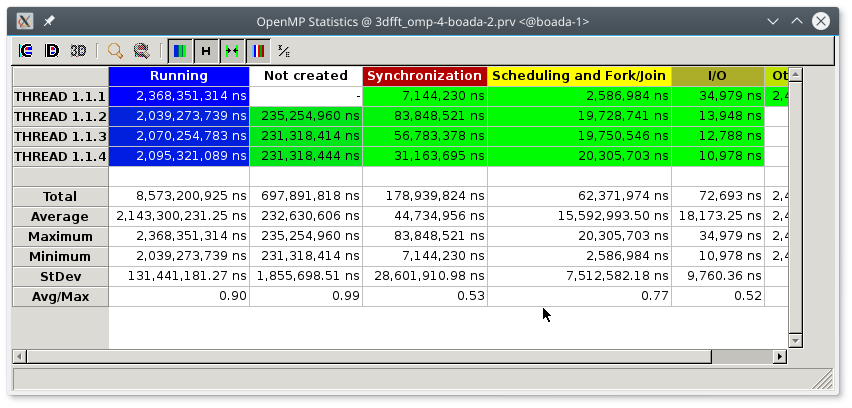 OpenMP Statistics @ 3dfft_omp-4-boada-2.prv <@boada-1>
IC ID 3D H
Running Not created Synchronization Scheduling and Fork/Join I/O Ot
THREAD 1.1.1 2,368,351,314 ns - 7,144,230 ns 2,586,984 ns 34,979 ns 2,4
THREAD 1.1.2 2,039,273,739 ns 235,254,960 ns 83,848,521 ns 19,728,741 ns 13,948 ns
THREAD 1.1.3 2,070,254,783 ns 231,318,414 ns 56,783,378 ns 19,750,546 ns 12,788 ns
THREAD 1.1.4 2,095,321,089 ns 231,318,444 ns 31,163,695 ns 20,305,703 ns 10,978 ns
Total 8,573,200,925 ns 697,891,818 ns 178,939,824 ns 62,371,974 ns 72,693 ns 2,4
Average 2,143,300,231.25 ns 232,630,606 ns 44,734,956 ns 15,592,993.50 ns 18,173.25 ns 2,4
Maximum 2,368,351,314 ns 235,254,960 ns 83,848,521 ns 20,305,703 ns 34,979 ns 2,4
Minimum 2,039,273,739 ns 231,318,414 ns 7,144,230 ns 2,586,984 ns 10,978 ns 2,4
StDev 131,441,181.27 ns 1,855,698.51 ns 28,601,910.98 ns 7,512,582.18 ns 9,760.36 ns
Avg/Max 0.90 0.99 0.53 0.77 0.52